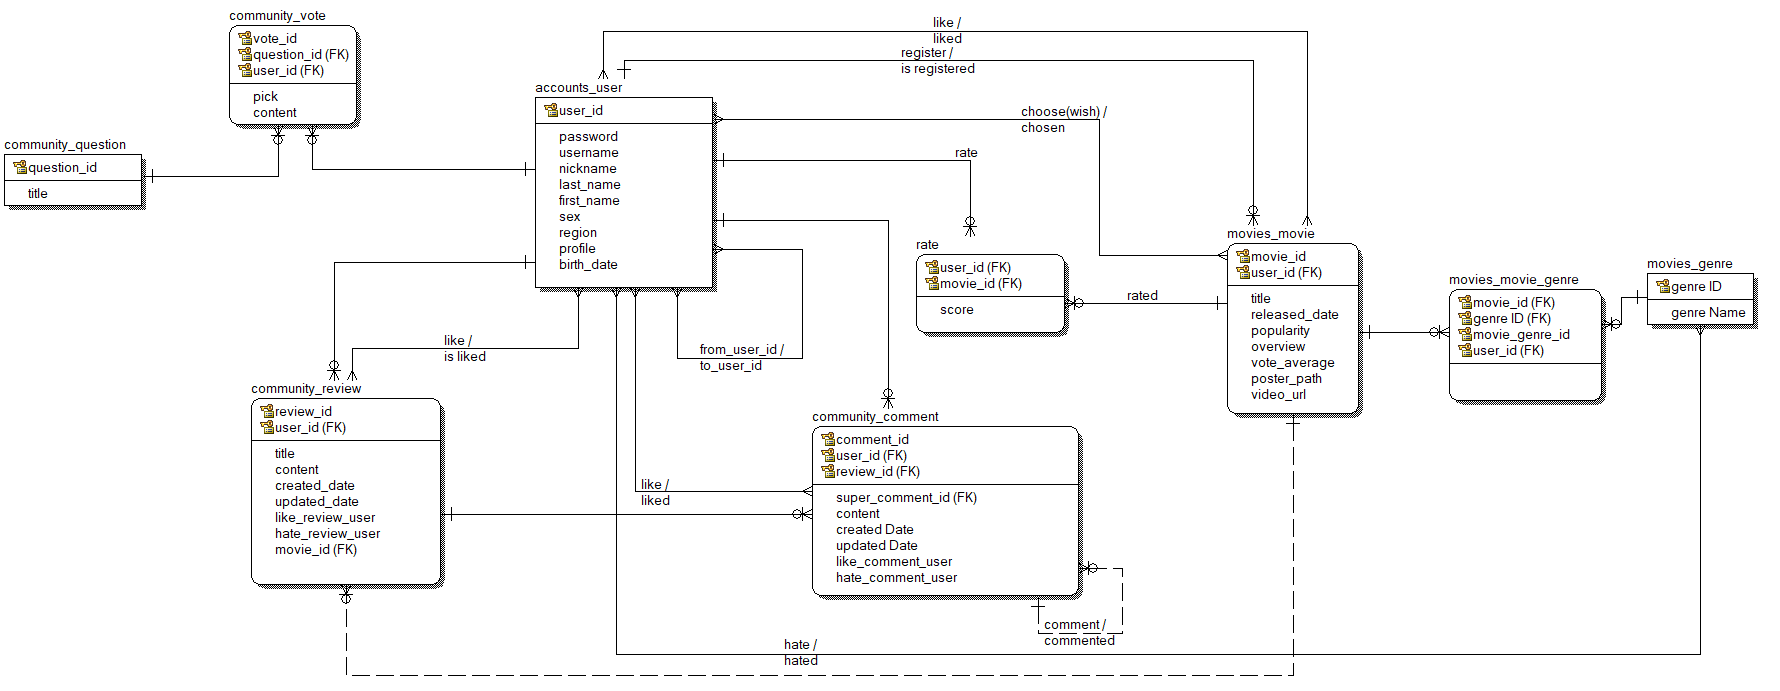 community_vote
vote_id
question_id (FK)
user_id (FK)
pick
content
community_question
question_id
title
accounts_user
user_id
password
username
nickname
last_name
first_name
sex
region
profile
birth_date
like /
liked
register /
is registered
choose(wish) /
chosen
rate
rate
user_id (FK)
movie_id (FK)
score
rated
movies_movie
movie_id
user_id (FK)
title
released_date
popularity
overview
vote_average
poster_path
video_url
movies_movie_genre
movie_id (FK)
genre ID (FK)
movie_genre_id
user_id (FK)
movies_genre
genre ID
genre Name
like /
is liked
from_user_id /
to_user_id
community_review
review_id
user_id (FK)
title
content
created_date
updated_date
like_review_user
hate_review_user
movie_id (FK)
like /
liked
community_comment
comment_id
user_id (FK)
review_id (FK)
super_comment_id (FK)
content
created Date
updated Date
like_comment_user
hate_comment_user
comment /
commented
hate /
hated